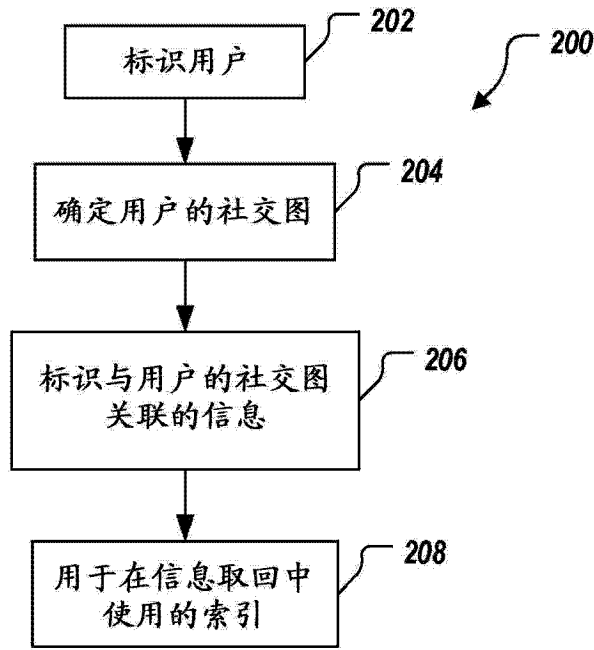 标识用户
202
200
确定用户的社交图
204
标识与用户的社交图
关联的信息
206
用于在信息取回中
使用的索引
208